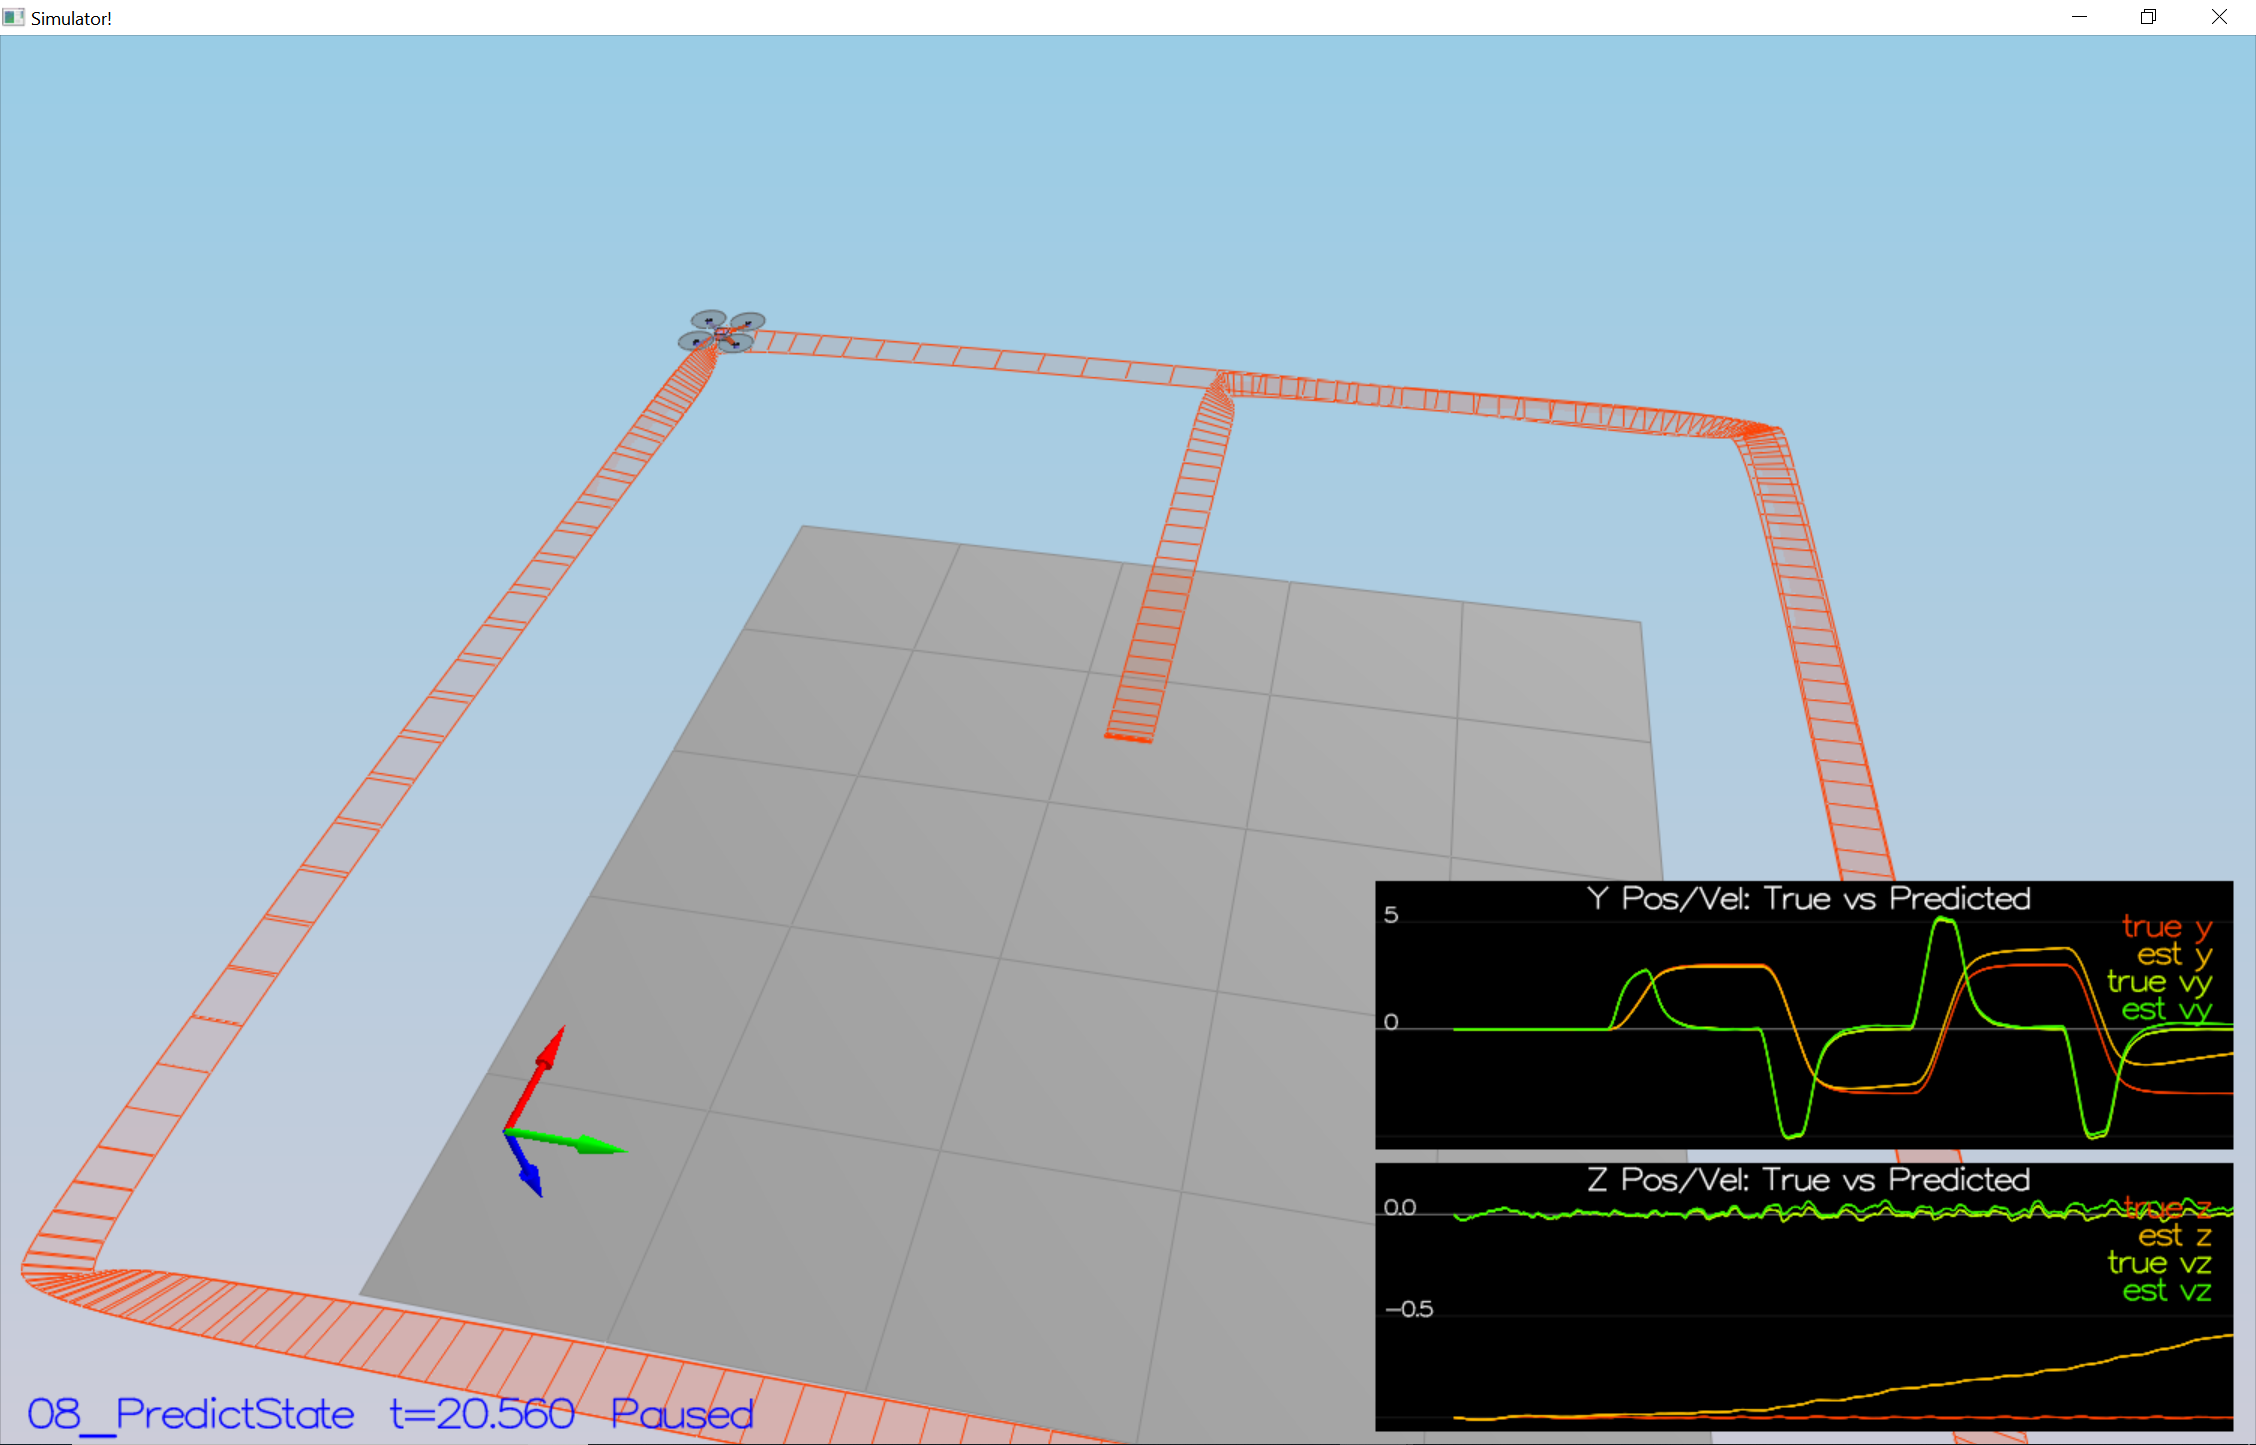 Simulator!
Y Pos/Vel: True vs Predicted
5
true y
est y
true vy
est vy
0
Z Pos/Vel: True vs Predicted
0.0
true z
est z
true vz
est vz
-0.5
08_PredictState t=20.560 Paused